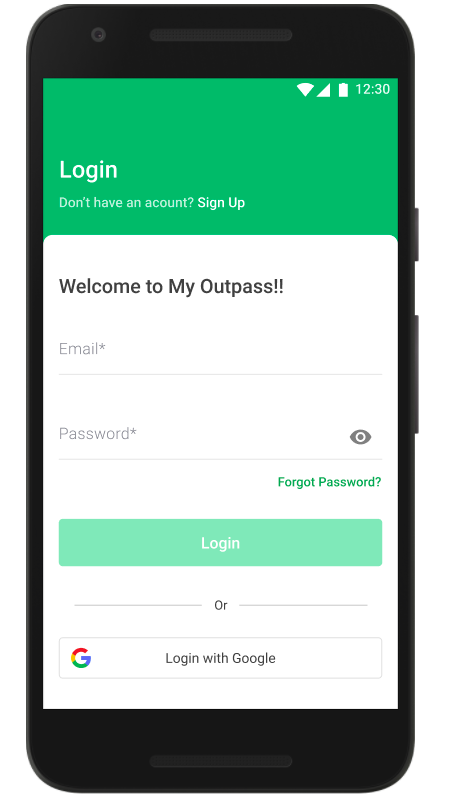 12:30
Login
Don't have an acount? Sign Up
Welcome to My Outpass!!
Email*
Password*
Forgot Password?
Login
Or
Login with Google